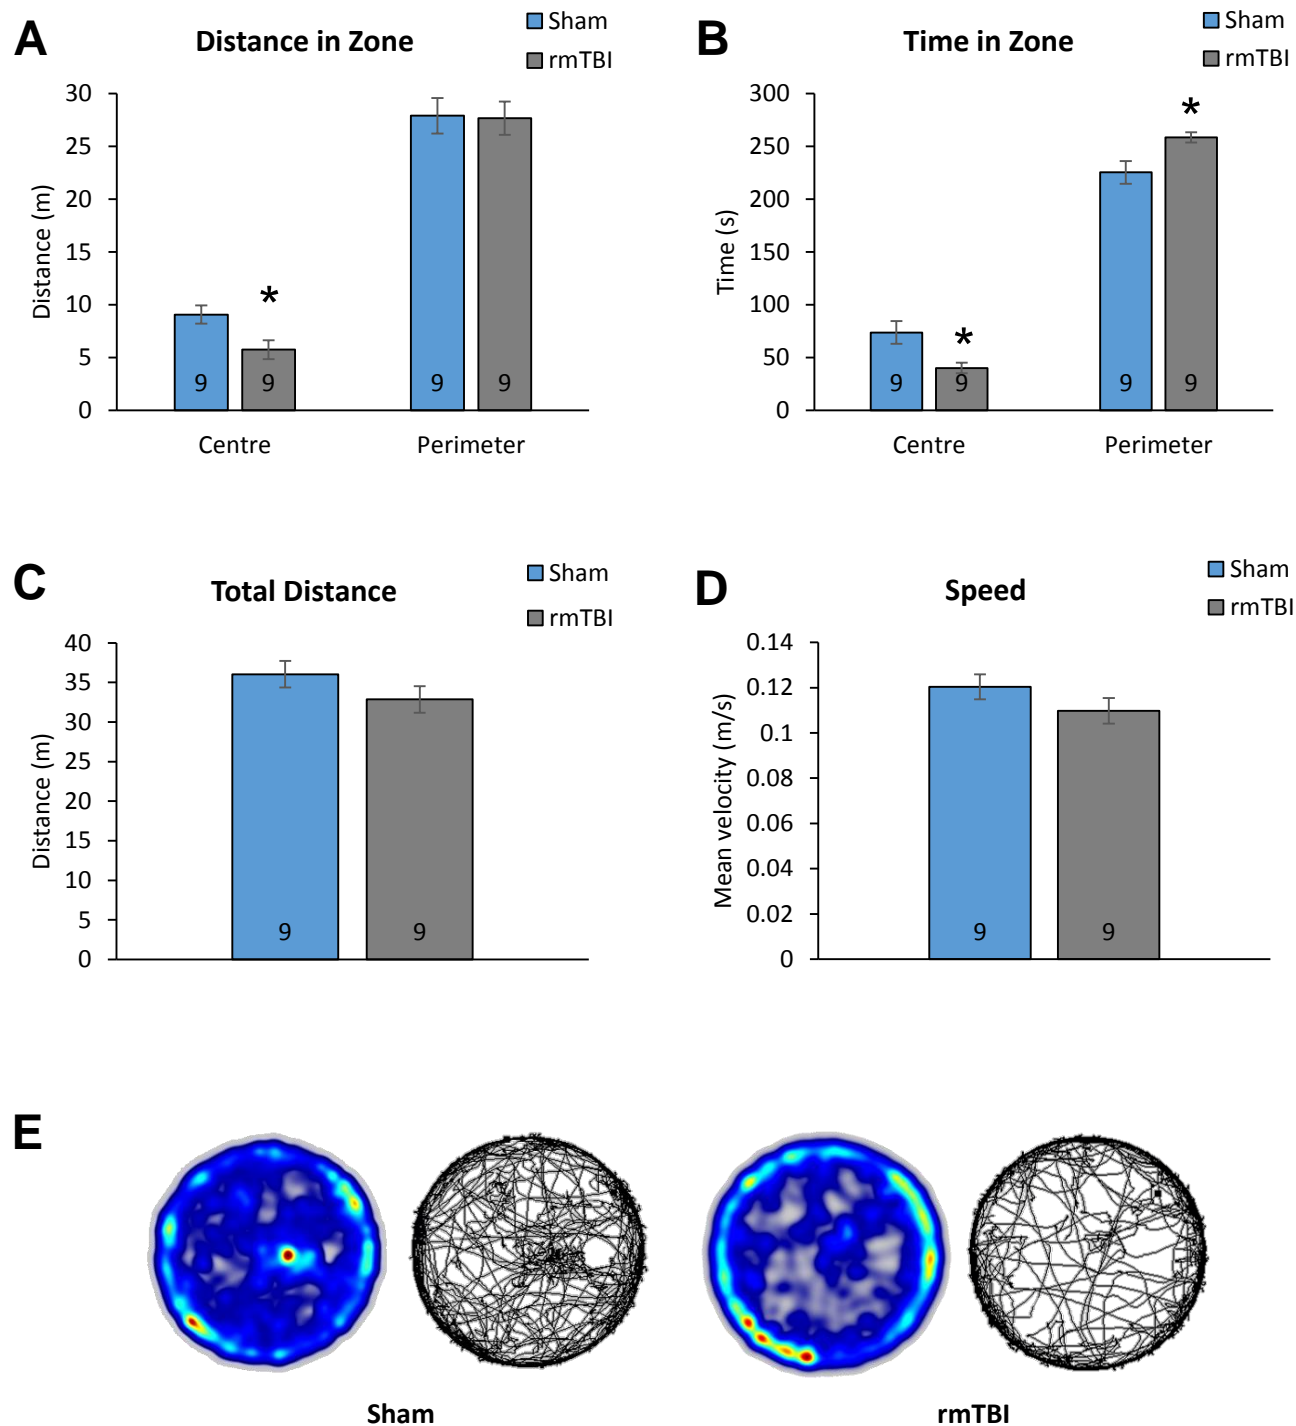 A
Distance in Zone
Sham
rmTBI
30
25
20
15
10
5
0
Distance (m)
*
9
9
9
9
Centre
Perimeter
B
Time in Zone
Sham
rmTBI
300
250
200
150
100
50
0
Time (s)
*
*
9
9
9
9
Centre
Perimeter
C
Total Distance
Sham
rmTBI
40
35
30
25
20
15
10
5
0
Distance (m)
9
9
D
Speed
Sham
rmTBI
0.14
0.12
0.1
0.08
0.06
0.04
0.02
0
Mean velocity (m/s)
9
9
E
Sham
rmTBI